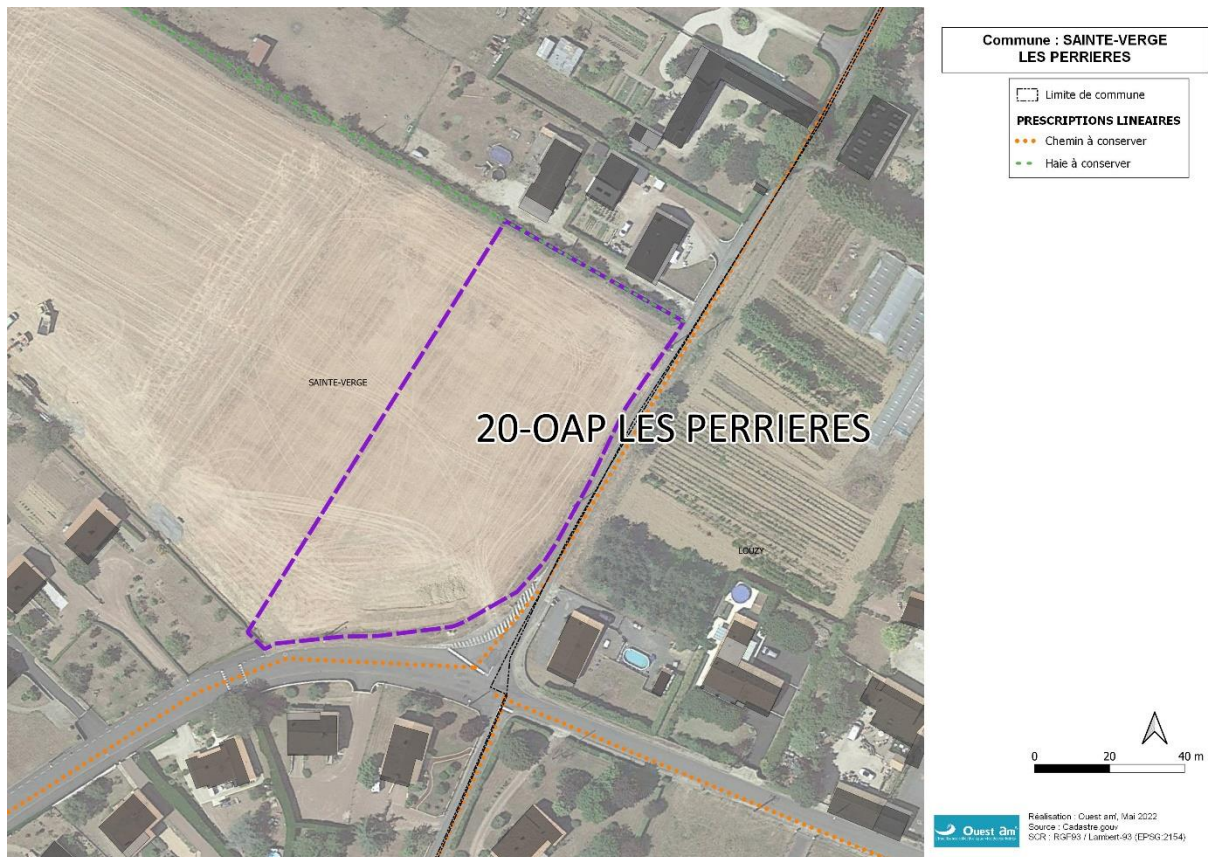 Commune : SAINTE-VERGE
LES PERRIERES
Limite de commune
PRESCRIPTIONS LINEAIRES
Chemin à conserver
Haie à conserver
SAINTE-VERGE
20-OAP LES PERRIERES
LOUZY
0 20 40 m
Ouest am'
Réalisation : Ouest am', Mai 2022
Source : Cadastre.gouv
SCR : RGF93 / Lambert-93 (EPSG:2154)